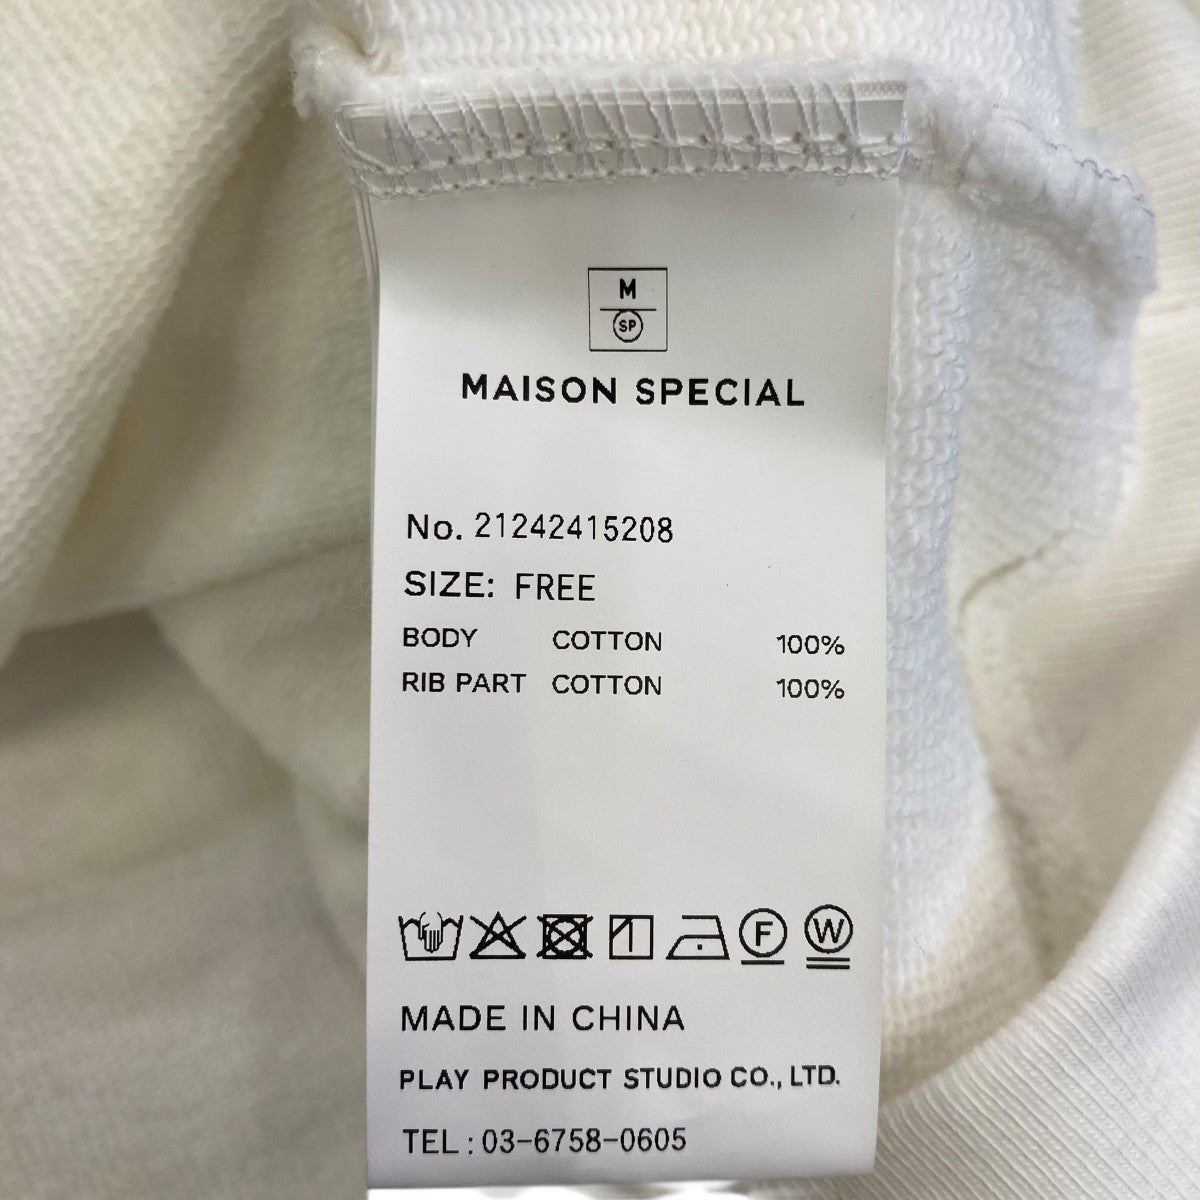 M
SP
MAISON SPECIAL
No. 21242415208
SIZE: FREE
BODY COTTON 100%
RIB PART COTTON 100%
F W
MADE IN CHINA
PLAY PRODUCT STUDIO CO., LTD.
TEL : 03-6758-0605